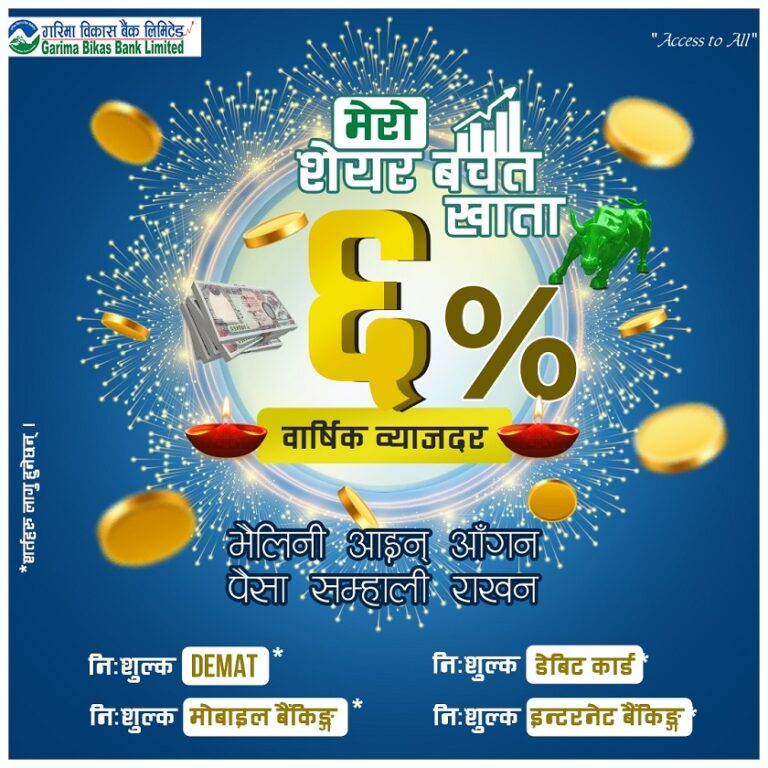 गरिमा विकास बैंक लिमिटेड
Garima Bikas Bank Limited
"Access to All"
मेरो
शेयर बचत
खाता
६%
वार्षिक ब्याजदर
*शर्तहरु लागु हुनेछन् ।
भैलिनी आइन् आँगन
पैसा सम्हाली राखन
नि:शुल्क DEMAT *
नि:शुल्क डेबिट कार्ड *
नि:शुल्क मोबाइल बैंकिङ्ग *
नि:शुल्क इन्टरनेट बैंकिङ्ग *